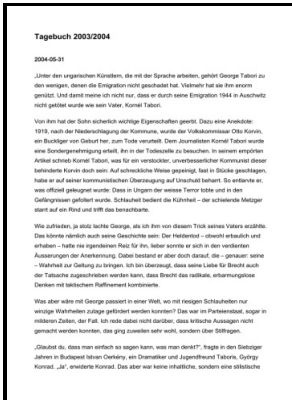 Tagebuch 2003/2004
2004-05-31
„Unter den ungarischen Künstlern, die mit der Sprache arbeiten, gehört George Tabori zu
den wenigen, denen die Emigration nicht geschadet hat. Vielmehr hat sie ihm enorm
genützt. Und damit meine ich nicht nur, dass er durch seine Emigration 1944 in Auschwitz
nicht getötet wurde wie sein Vater, Kornél Tabori.
Von ihm hat der Sohn sicherlich wichtige Eigenschaften geerbt. Dazu eine Anekdote:
1919, nach der Niederschlagung der Kommune, wurde der Volkskommissar Otto Korvin,
ein Buckliger von Geburt her, zum Tode verurteilt. Dem Journalisten Kornél Tabori wurde
eine Sondergenehmigung erteilt, ihn in der Todeszelle zu besuchen. In seinem empörten
Artikel schrieb Kornél Tabori, was für ein verstockter, unverbesserlicher Kommunist dieser
behinderte Korvin doch sein: Auf schreckliche Weise gepeinigt, fast in Stücke geschlagen,
habe er auf seiner kommunistischen Überzeugung auf Unschuld beharrt. So entlarvte er,
was offiziell geleugnet wurde: Dass in Ungarn der weisse Terror tobte und in den
Gefängnissen gefoltert wurde. Schlauheit bedient die Kühnheit – der schielende Metzger
starrt auf ein Rind und trifft das benachbarte.
Wie zufrieden, ja stolz lachte George, als ich ihm von diesem Trick seines Vaters erzählte.
Das könnte nämlich auch seine Geschichte sein: Der Heldentod – obwohl erbaulich und
erhaben – hatte nie irgendeinen Reiz für ihn, lieber sonnte er sich in den verdienten
Äusserungen der Anerkennung. Dabei bestand er aber doch darauf, die – genauer: seine
– Wahrheit zur Geltung zu bringen. Ich bin überzeugt, dass seine Liebe für Brecht auch
der Tatsache zugeschrieben werden kann, dass Brecht das radikale, erbarmungslose
Denken mit taktischem Raffinement kombinierte.
Was aber wäre mit George passiert in einer Welt, wo mit riesigen Schlauheiten nur
winzige Wahrheiten zutage gefördert werden konnten? Das war im Parteienstaat, sogar in
milderen Zeiten, der Fall. Ich rede dabei nicht darüber, dass kritische Aussagen nicht
gemacht werden konnten, das ging zuweilen sehr wohl, sondern über Stilfragen.
„Glaubst du, dass man einfach so sagen kann, was man denkt?", fragte in den Siebziger
Jahren in Budapest Istvan Oerkény, ein Dramatiker und Jugendfreund Taboris, György
Konrad. „Ja", erwiderte Konrad. Das aber war keine inhaltliche, sondern eine stilistische